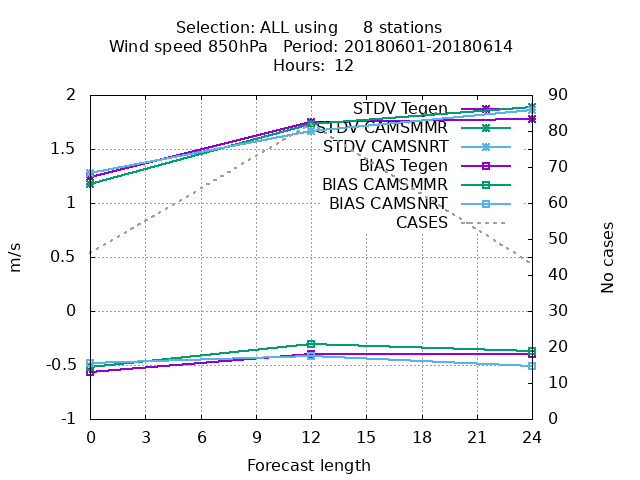 Selection: ALL using 8 stations
Wind speed 850hPa Period: 20180601-20180614
Hours: 12
STDV Tegen
STDV CAMSMMR
STDV CAMSNRT
BIAS Tegen
BIAS CAMSMMR
BIAS CAMSNRT
CASES
2
1.5
1
0.5
0
-0.5
-1
m/s
90
80
70
60
50
40
30
20
10
0
No cases
0 3 6 9 12 15 18 21 24
Forecast length